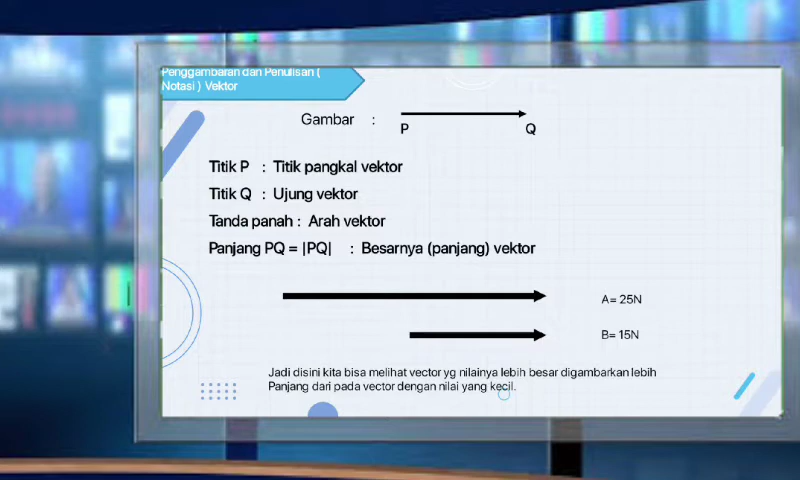 Penggambaran dan Penulisan (
Notasi ) Vektor
Gambar :
P Q
Titik P : Titik pangkal vektor
Titik Q : Ujung vektor
Tanda panah : Arah vektor
Panjang PQ = |PQ| : Besarnya (panjang) vektor
A= 25N
B= 15N
Jadi disini kita bisa melihat vector yg nilainya lebih besar digambarkan lebih
Panjang dari pada vector dengan nilai yang kecil.